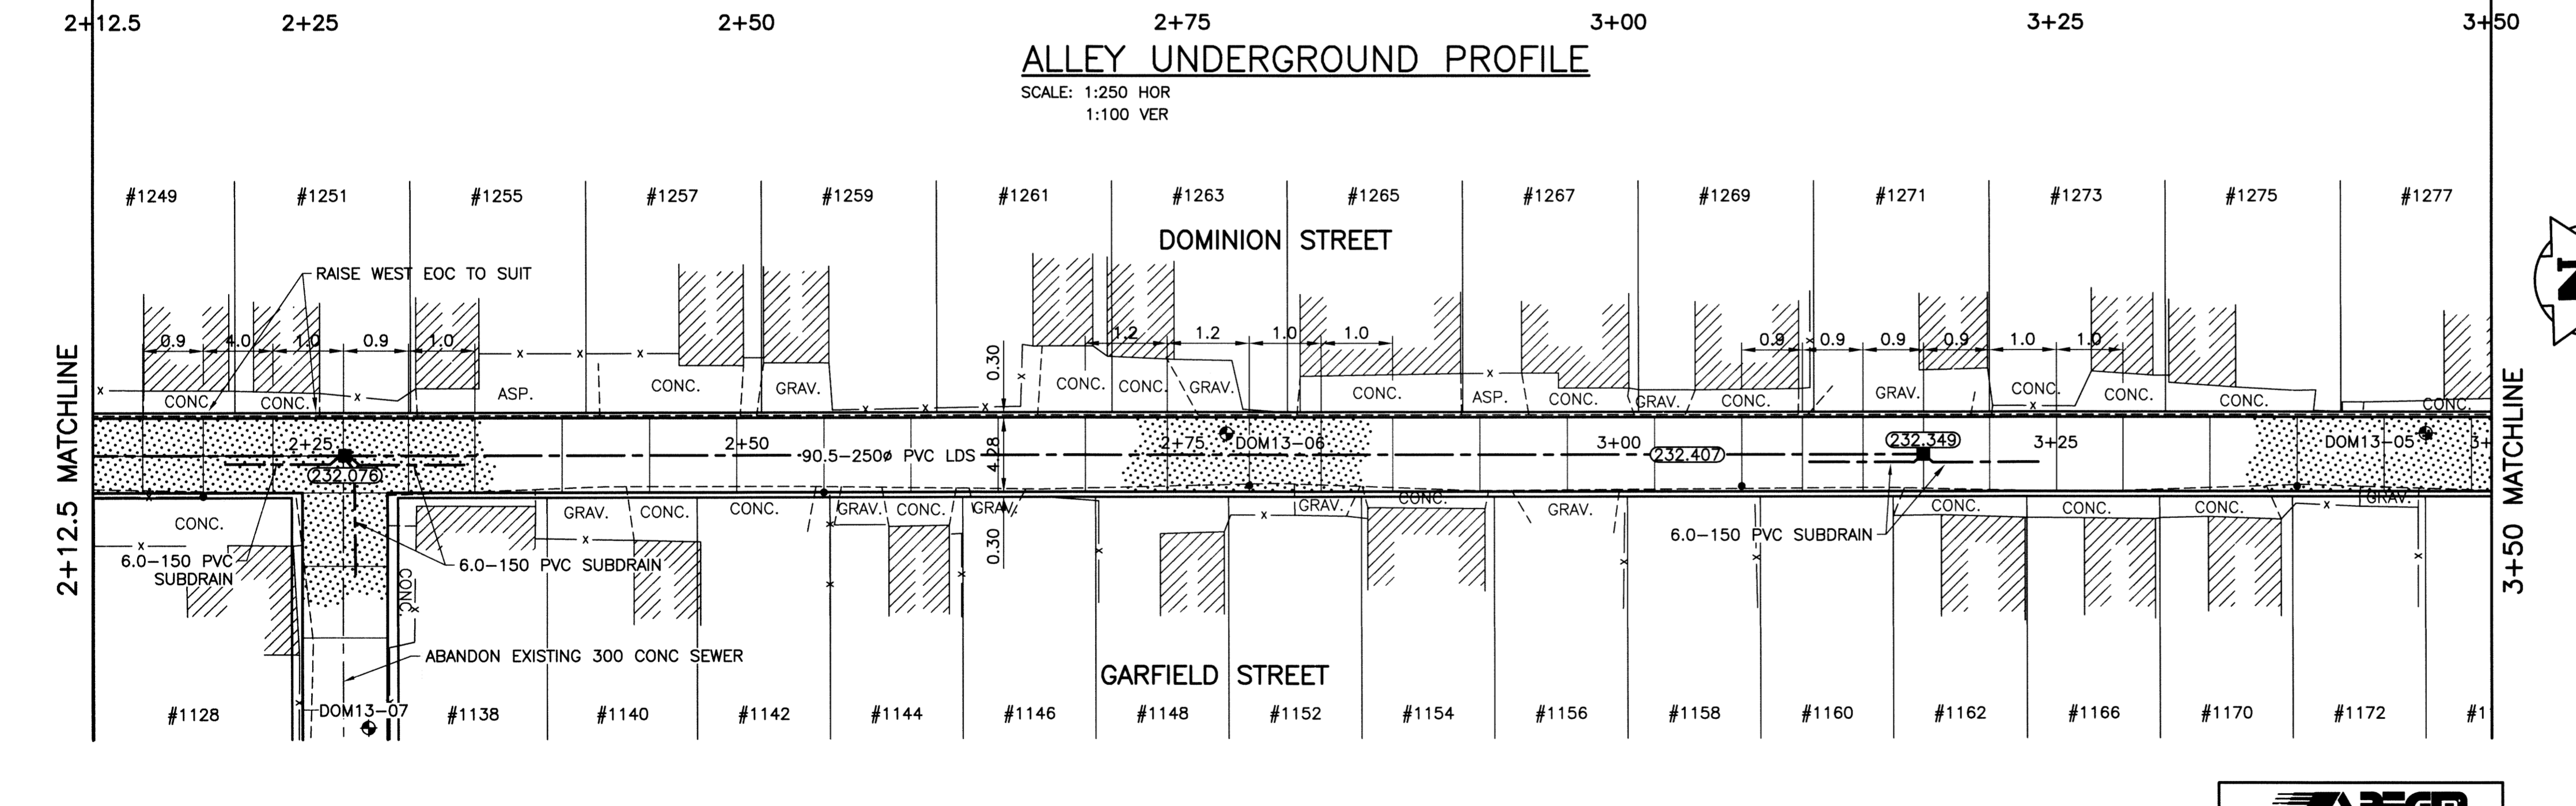 2+12.5 2+25 2+50 2+75 3+00 3+25 3+50
ALLEY UNDERGROUND PROFILE
SCALE: 1:250 HOR
1:100 VER
#1249 #1251 #1255 #1257 #1259 #1261 #1263 #1265 #1267 #1269 #1271 #1273 #1275 #1277
DOMINION STREET
N
RAISE WEST EOC TO SUIT
0.9 4.0 1.0 0.9 1.0 0.30 1.2 1.2 1.0 1.0 0.9 0.9 0.9 0.9 1.0 1.0
CONC. CONC. ASP. CONC. GRAV. CONC. CONC. GRAV. CONC. ASP. CONC. GRAV. CONC. GRAV. CONC. CONC. CONC.
2+12.5 MATCHLINE
3+50 MATCHLINE
2+25 2+50 2+75 DOM13-06 3+00 232.349 3+25 DOM13-05 3+
232.076 90.5-250ø PVC LDS 4.28 232.407
CONC. GRAV. CONC. CONC. GRAV. CONC. GRAV. GRAV. CONC. GRAV. CONC. CONC. CONC. GRAV.
0.30
6.0-150 PVC
SUBDRAIN
6.0-150 PVC SUBDRAIN
6.0-150 PVC SUBDRAIN
CONC.
ABANDON EXISTING 300 CONC SEWER
GARFIELD STREET
DOM13-07
#1128 #1138 #1140 #1142 #1144 #1146 #1148 #1152 #1154 #1156 #1158 #1160 #1162 #1166 #1170 #1172 #1